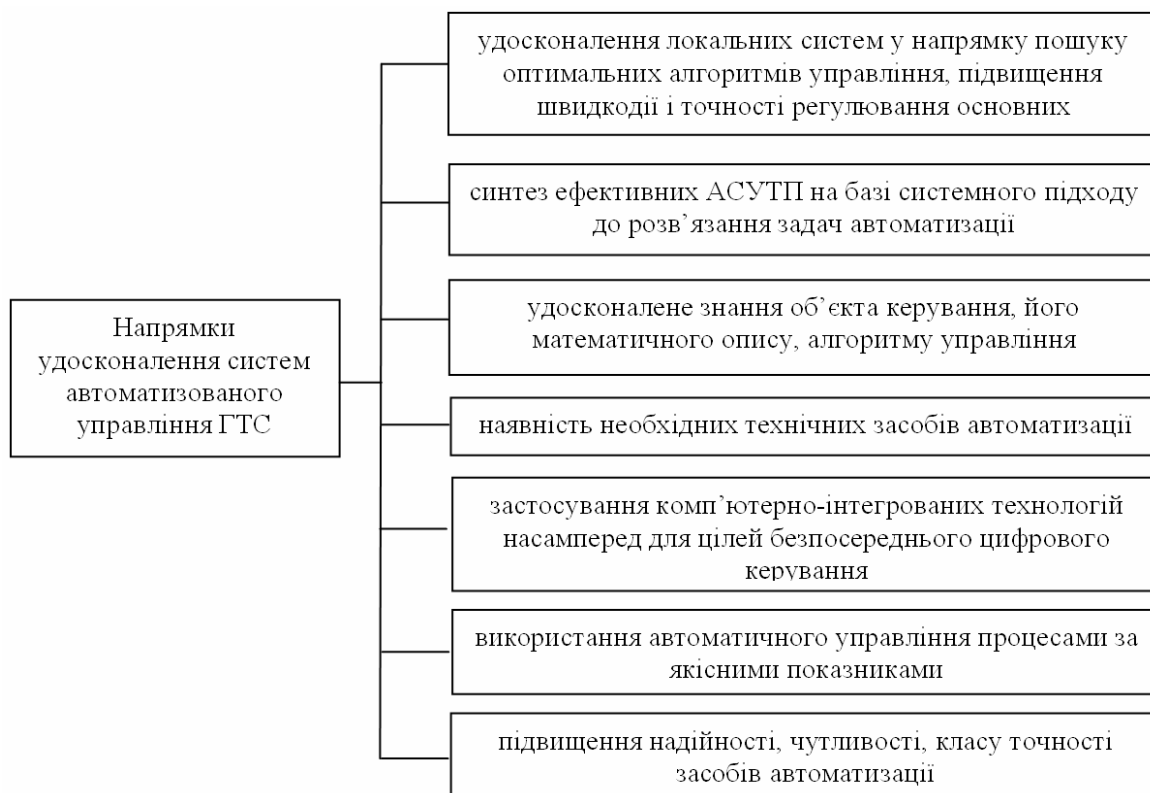 Напрямки
удосконалення систем
автоматизованого
управління ГТС
удосконалення локальних систем у напрямку пошуку
оптимальних алгоритмів управління, підвищення
швидкодії і точності регулювання основних
синтез ефективних АСУТП на базі системного підходу
до розв’язання задач автоматизації
удосконалене знання об’єкта керування, його
математичного опису, алгоритму управління
наявність необхідних технічних засобів автоматизації
застосування комп’ютерно-інтегрованих технологій
насамперед для цілей безпосереднього цифрового
керування
використання автоматичного управління процесами за
якісними показниками
підвищення надійності, чутливості, класу точності
засобів автоматизації